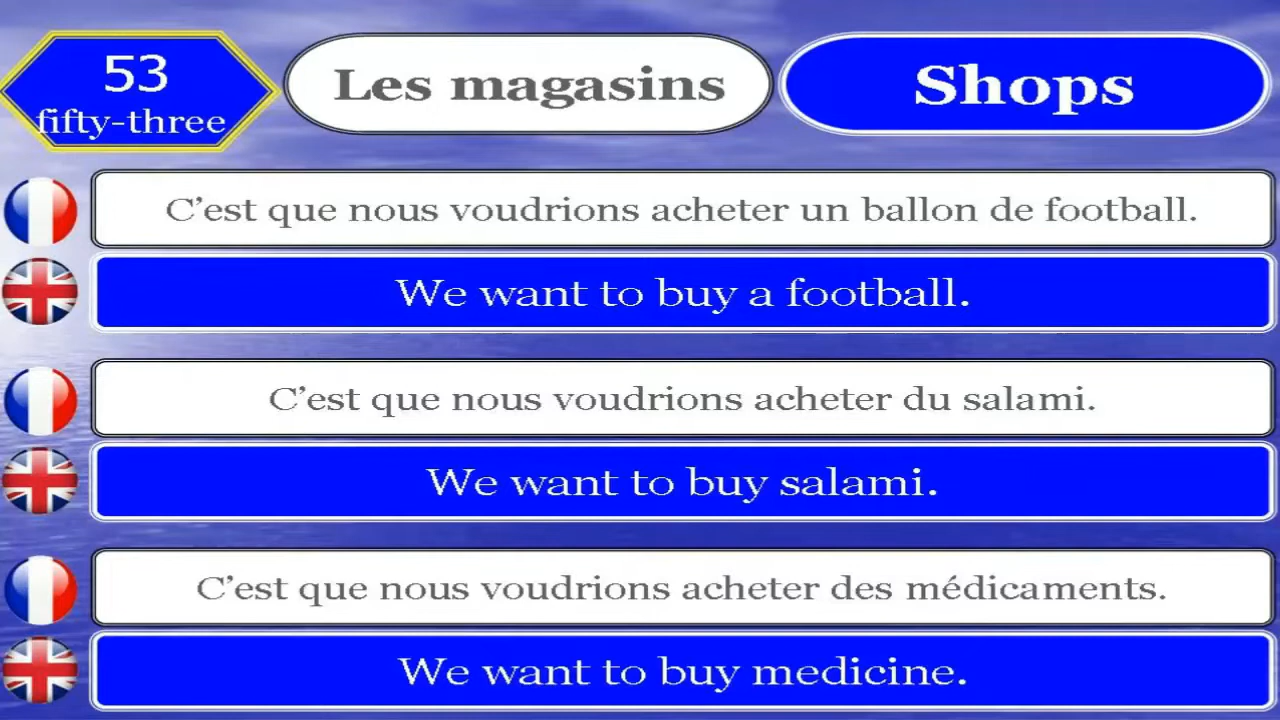 53
fifty-three
Les magasins
Shops
C’est que nous voudrions acheter un ballon de football.
We want to buy a football.
C’est que nous voudrions acheter du salami.
We want to buy salami.
C’est que nous voudrions acheter des médicaments.
We want to buy medicine.